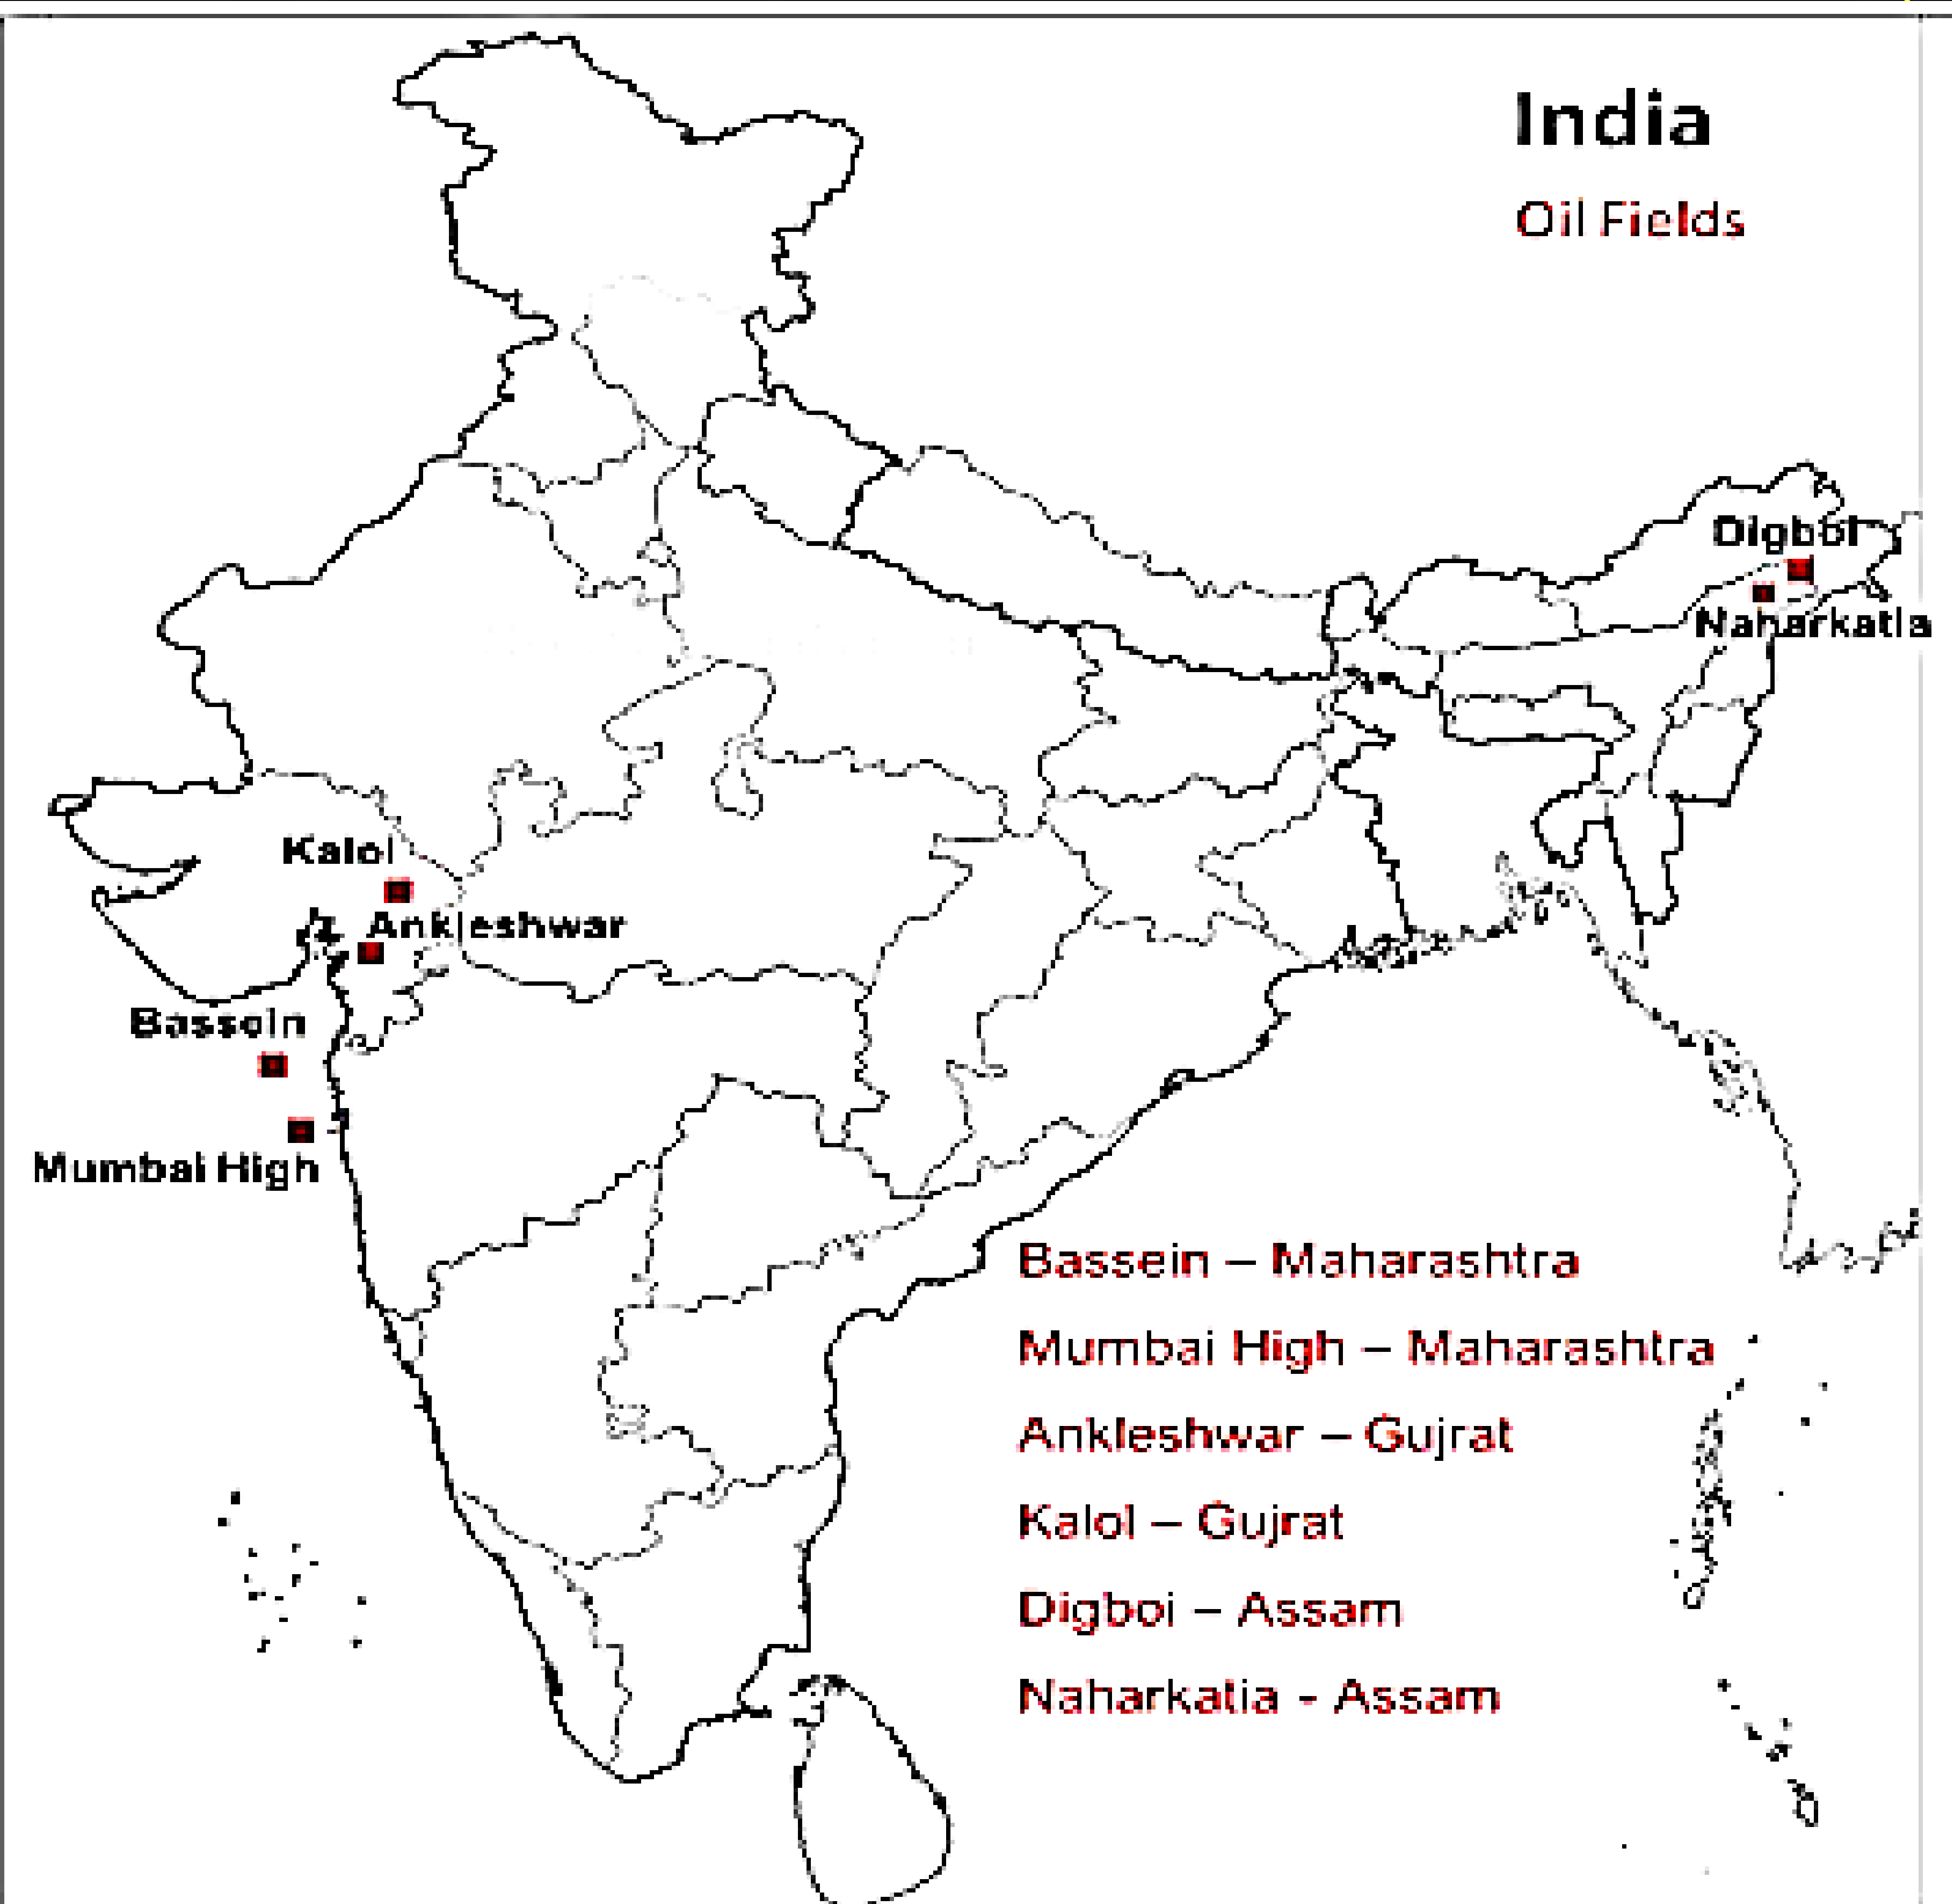 India
Oil Fields
Digboi
Naharkatia
Kalol
Ankleshwar
Bassein
Mumbai High
Bassein – Maharashtra
Mumbai High – Maharashtra
Ankleshwar – Gujrat
Kalol – Gujrat
Digboi – Assam
Naharkatia - Assam